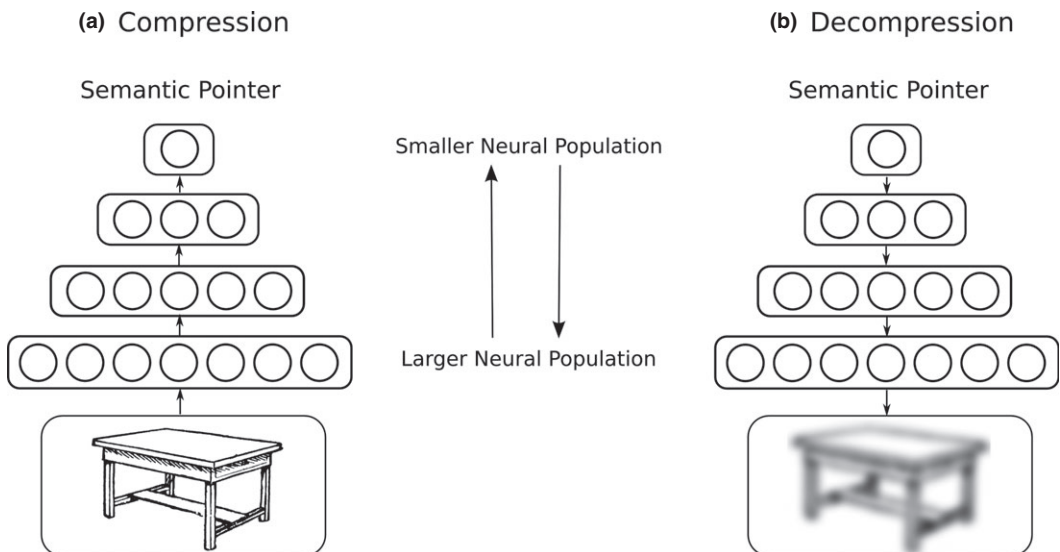 (a) Compression
(b) Decompression
Semantic Pointer
Semantic Pointer
Smaller Neural Population
Larger Neural Population